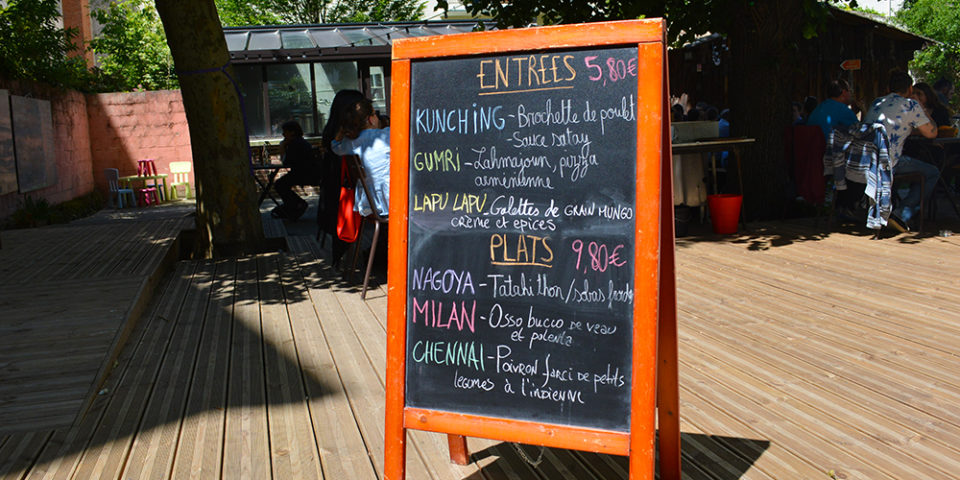 ENTREES 5,80€
KUNCHING - Brochette de poulet
- Sauce satay
GUMRI - Lahmajoun, pizza
arménienne
LAPU LAPU - Galettes de GRAIN MUNGO
crème et épices
PLATS 9,80€
NAGOYA - Tataki thon/sobas froids
MILAN - Osso bucco de veau
et polenta
CHENNAI - Poivron farci de petits
légumes à l'indienne